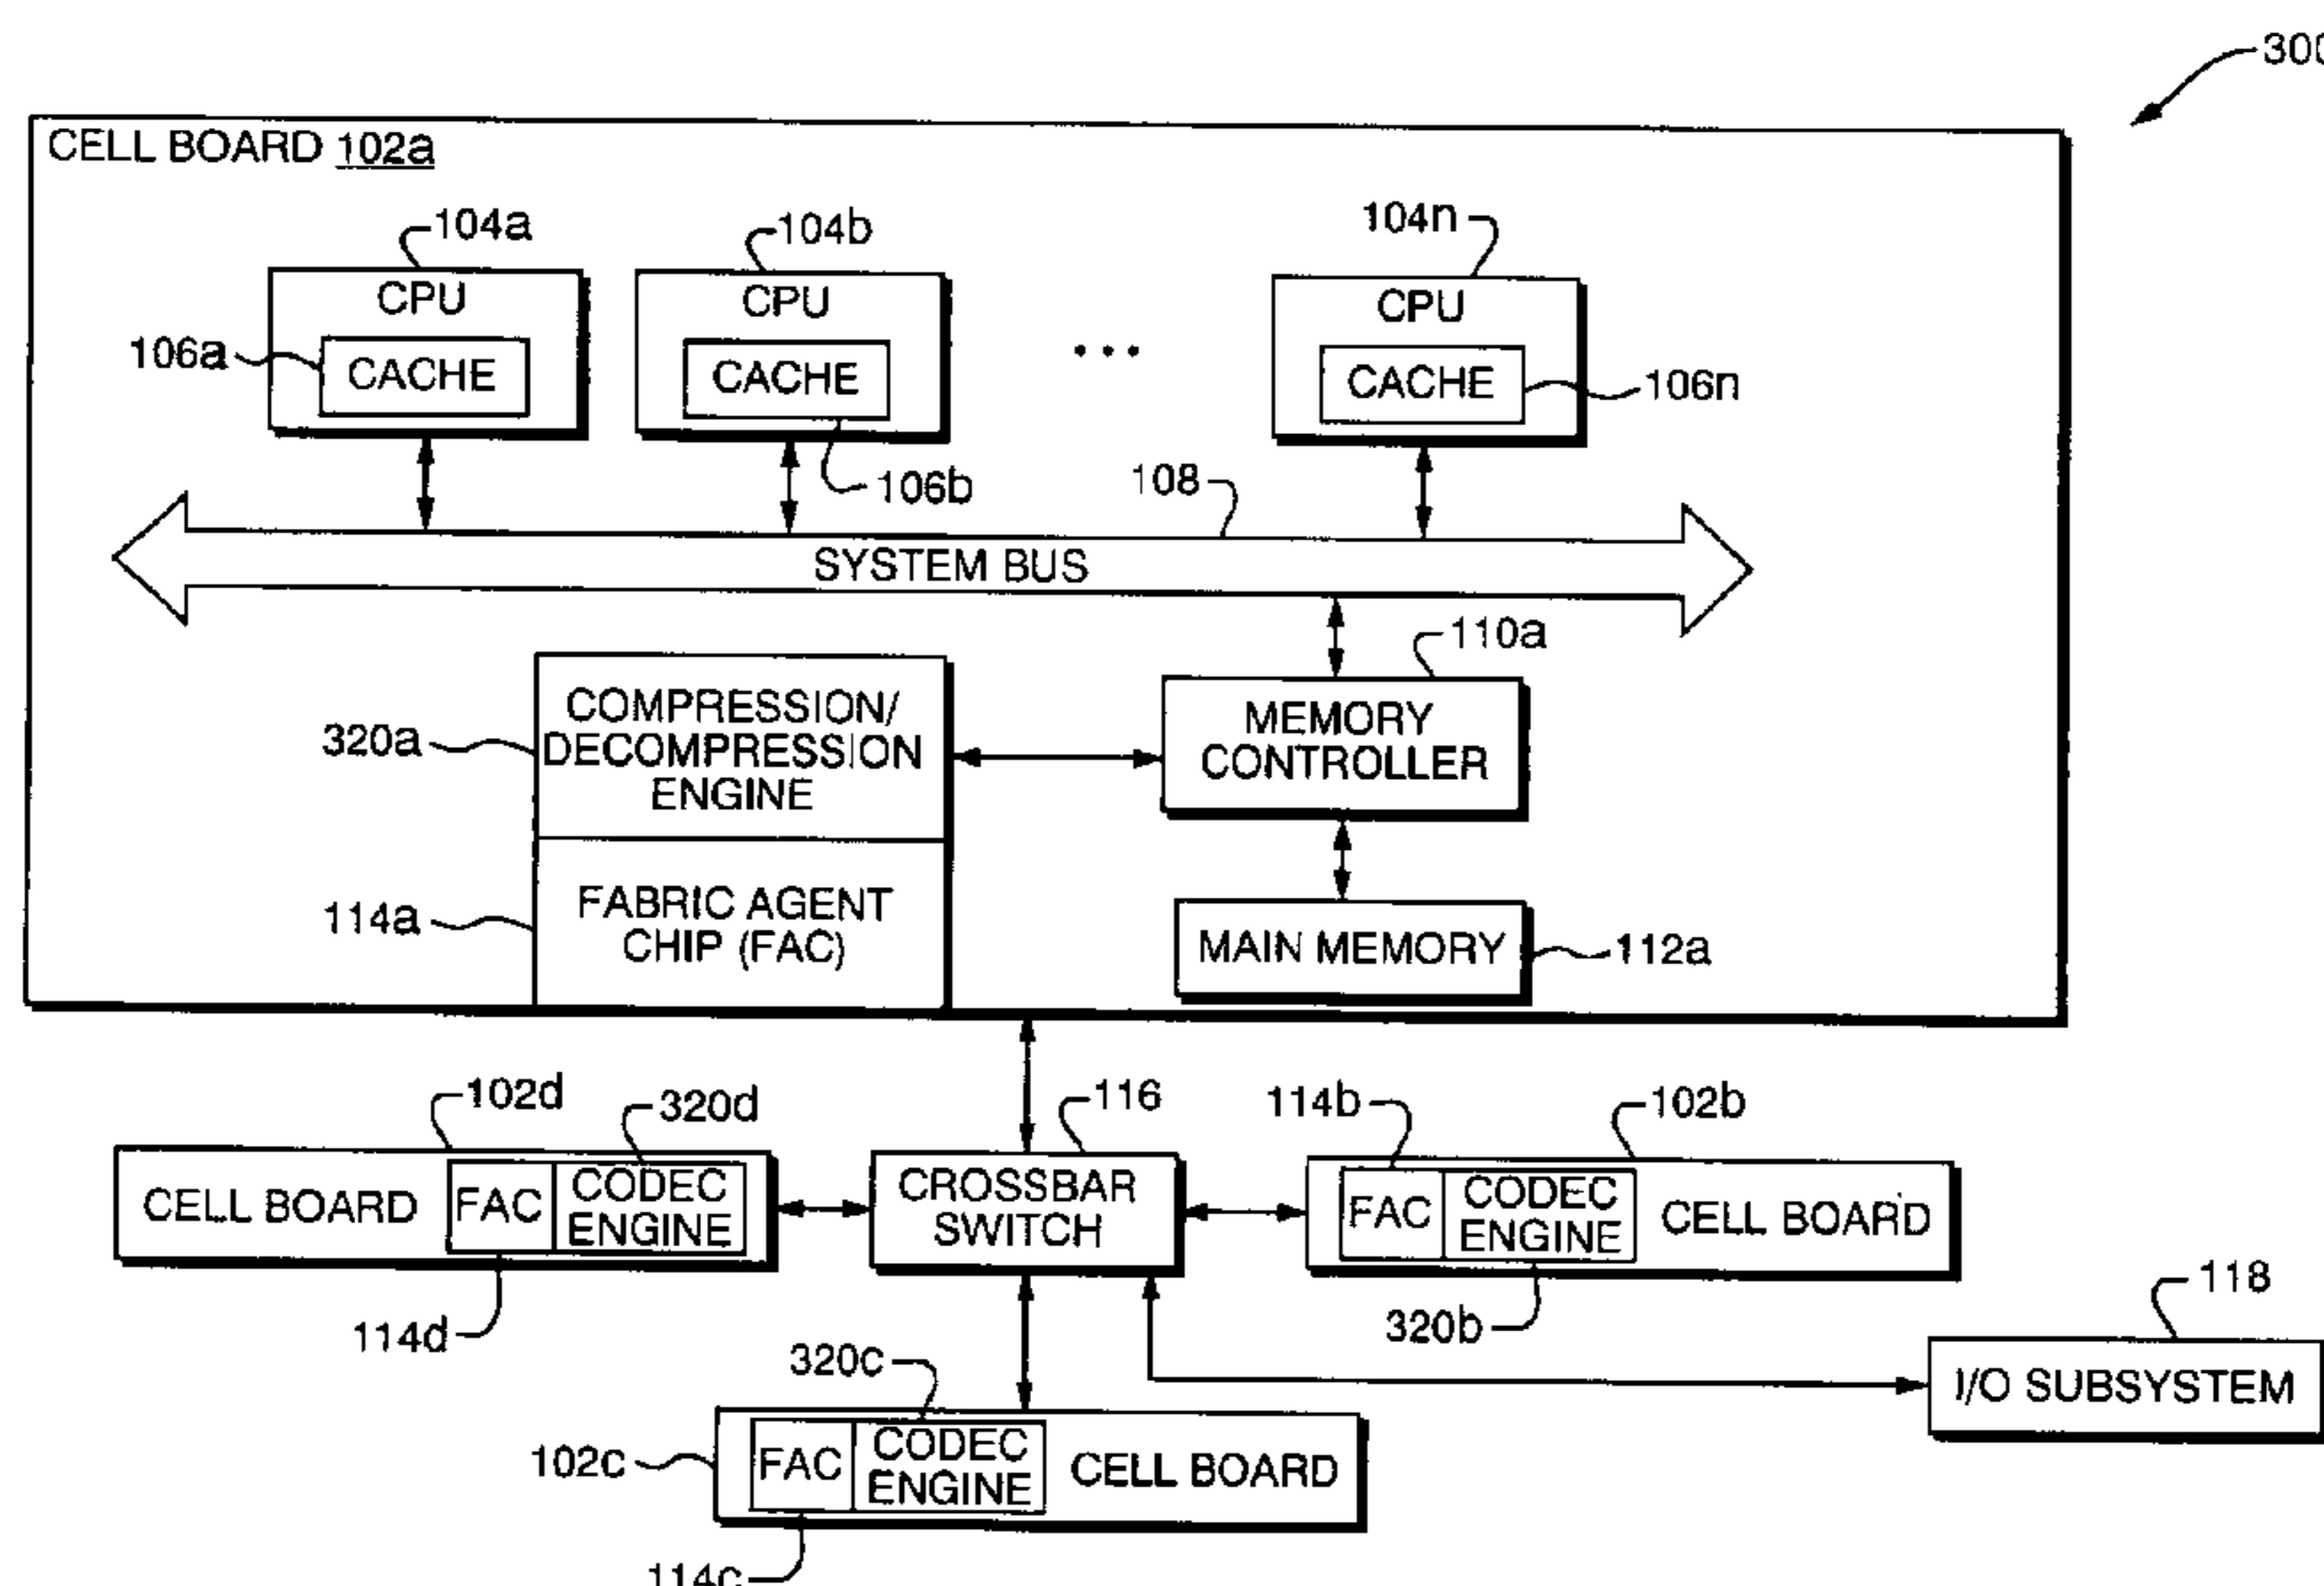 300
CELL BOARD 102a
104a
104b
104n
CPU
CPU
CPU
106a
CACHE
CACHE
CACHE
106n
106b
108
SYSTEM BUS
110a
320a
COMPRESSION/
DECOMPRESSION
ENGINE
MEMORY
CONTROLLER
114a
FABRIC AGENT
CHIP (FAC)
MAIN MEMORY
112a
102d
320d
116
114b
102b
CELL BOARD
FAC
CODEC
ENGINE
CROSSBAR
SWITCH
FAC
CODEC
ENGINE
CELL BOARD
114d
320b
118
320c
I/O SUBSYSTEM
102c
FAC
CODEC
ENGINE
CELL BOARD
114c